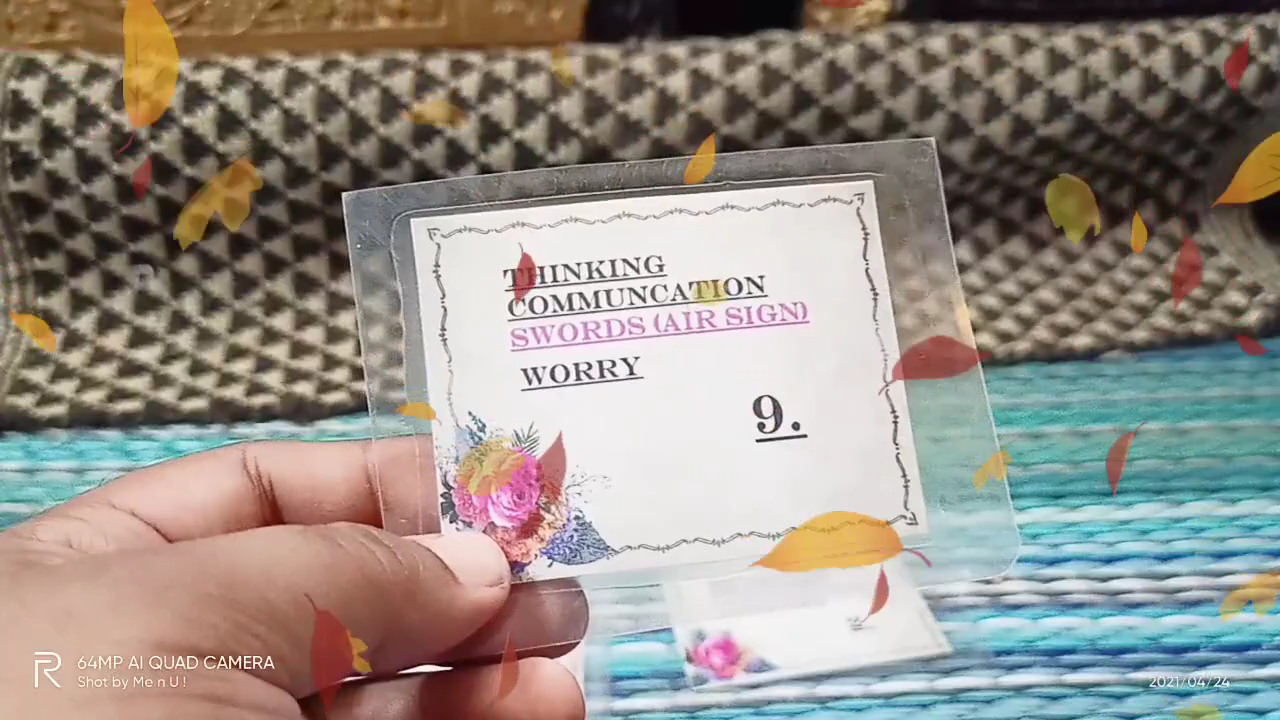 THINKING
COMMUNCATION
SWORDS (AIR SIGN)
WORRY
9.
64MP AI QUAD CAMERA
Shot by Me n U !
2021/04/24